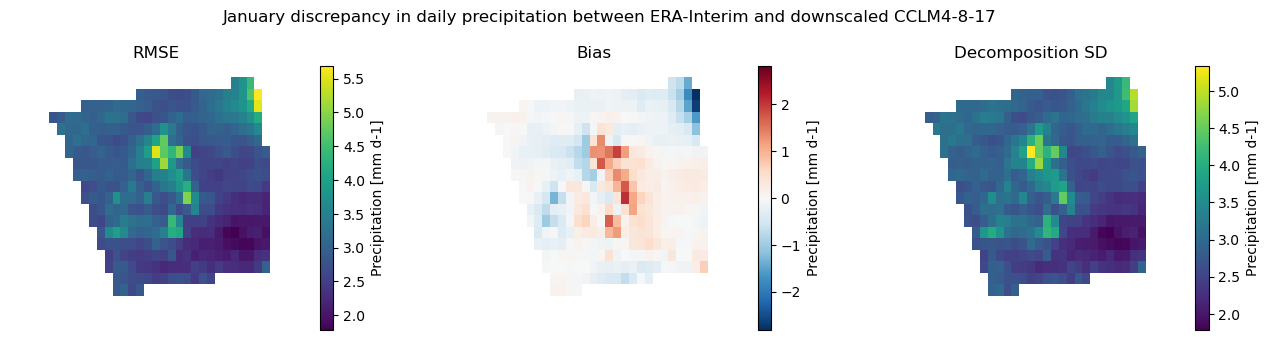 January discrepancy in daily precipitation between ERA-Interim and downscaled CCLM4-8-17
RMSE
5.5
5.0
4.5
4.0
3.5
3.0
2.5
2.0
Precipitation [mm d-1]
Bias
2
1
0
−1
−2
Precipitation [mm d-1]
Decomposition SD
5.0
4.5
4.0
3.5
3.0
2.5
2.0
Precipitation [mm d-1]